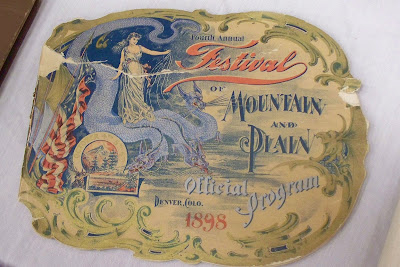 Fourth Annual
Festival
OF
MOUNTAIN
AND
PLAIN
Official Program
DENVER, COLO.
1898